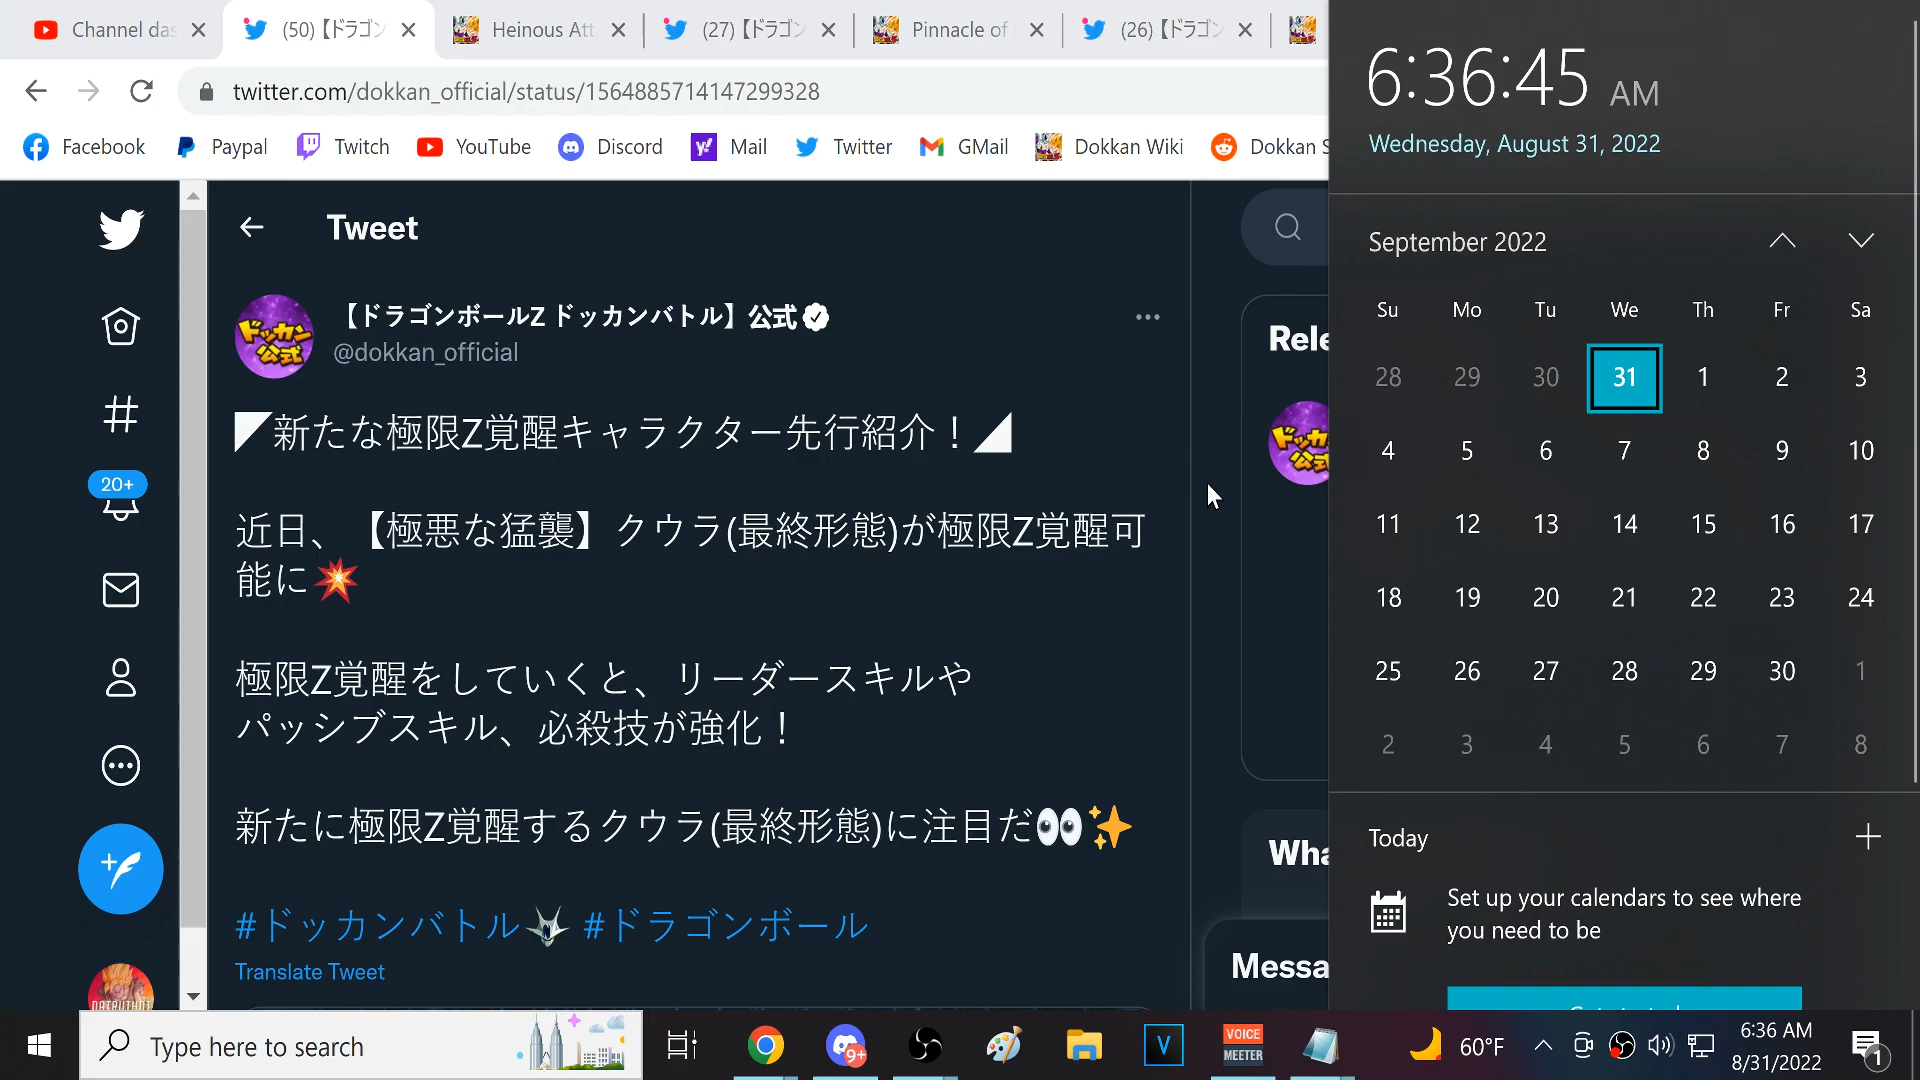 Channel das
(50)【ドラゴン
Heinous Att
(27)【ドラゴン
Pinnacle of
(26)【ドラゴン
twitter.com/dokkan_official/status/1564885714147299328
Facebook
Paypal
Twitch
YouTube
Discord
Mail
Twitter
GMail
Dokkan Wiki
Dokkan S
Tweet
【ドラゴンボールZ ドッカンバトル】公式
@dokkan_official
ドッカン
公式
◤新たな極限Z覚醒キャラクター先行紹介！◢
近日、【極悪な猛襲】クウラ(最終形態)が極限Z覚醒可
能に💥
極限Z覚醒をしていくと、リーダースキルや
パッシブスキル、必殺技が強化！
新たに極限Z覚醒するクウラ(最終形態)に注目だ👀✨
#ドッカンバトル #ドラゴンボール
Translate Tweet
20+
DATRUTHDT
Rele
Wha
Messa
6:36:45 AM
Wednesday, August 31, 2022
September 2022
Su Mo Tu We Th Fr Sa
28 29 30 31 1 2 3
4 5 6 7 8 9 10
11 12 13 14 15 16 17
18 19 20 21 22 23 24
25 26 27 28 29 30 1
2 3 4 5 6 7 8
Today
Set up your calendars to see where
you need to be
Type here to search
9+
V
VOICE
MEETER
60°F
6:36 AM
8/31/2022
1